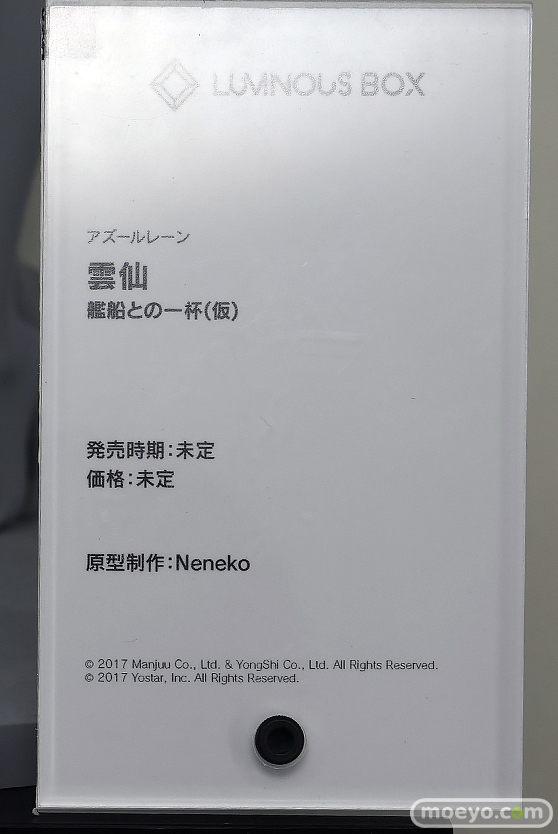 LUMINOUS BOX
アズールレーン
雲仙
艦船との一杯(仮)
発売時期:未定
価格:未定
原型制作:Neneko
© 2017 Manjuu Co., Ltd. & YongShi Co., Ltd. All Rights Reserved.
© 2017 Yostar, Inc. All Rights Reserved.
moeyo.com